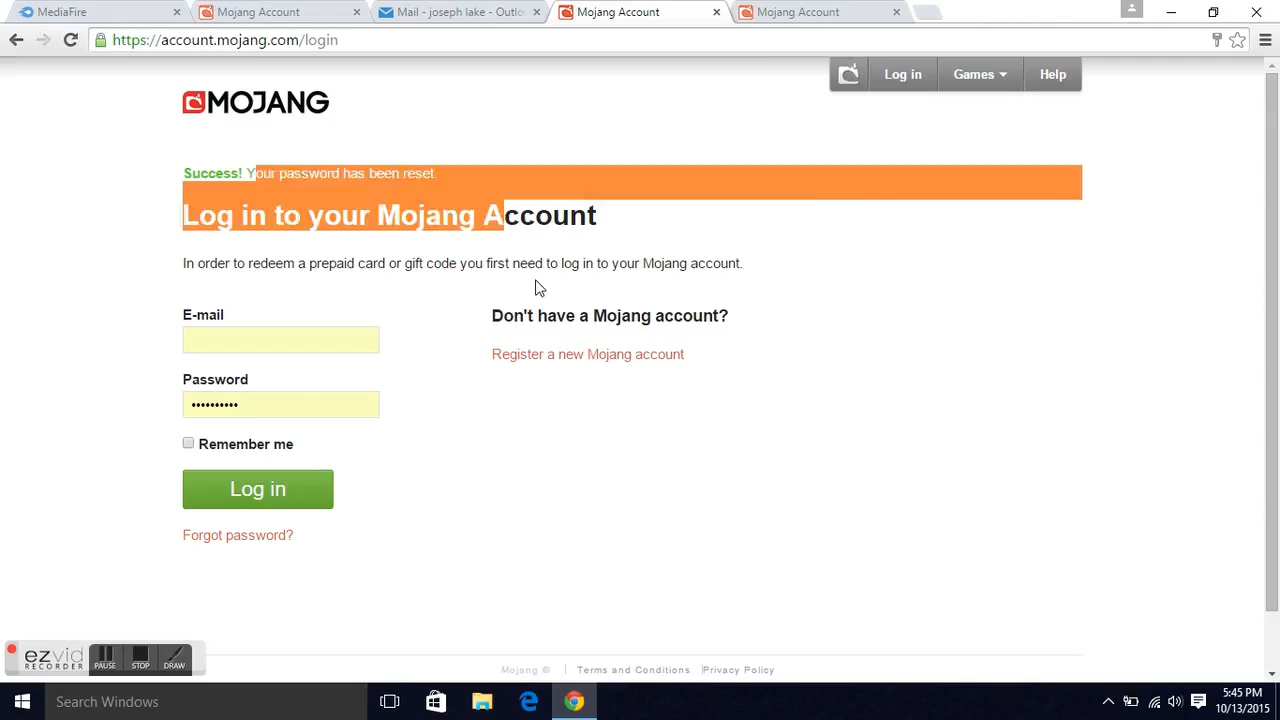 MediaFire
Mojang Account
Mail - joseph lake - Outlo
Mojang Account
Mojang Account
https://account.mojang.com/login
Log in
Games
Help
MOJANG
Success! Your password has been reset.
Log in to your Mojang Account
In order to redeem a prepaid card or gift code you first need to log in to your Mojang account.
E-mail
Don't have a Mojang account?
Register a new Mojang account
Password
Remember me
Log in
Forgot password?
ezvid
RECORDER
PAUSE
STOP
DRAW
Mojang ©
Terms and Conditions
Privacy Policy
Search Windows
5:45 PM
10/13/2015